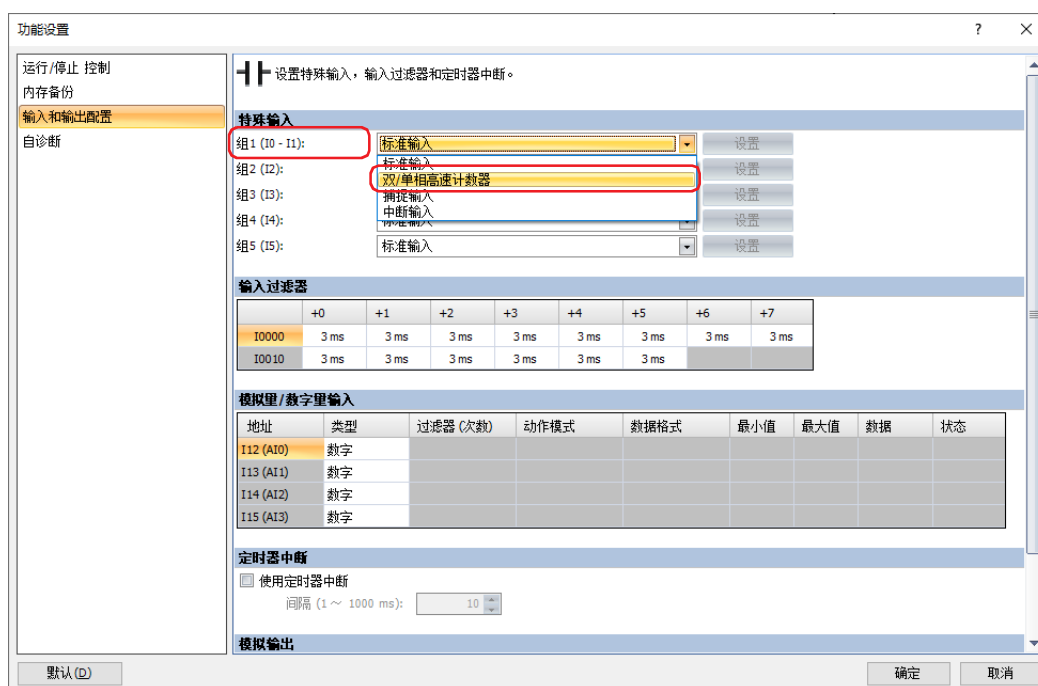 功能设置
? ×
运行/停止 控制
内存备份
输入和输出配置
自诊断
设置特殊输入，输入过滤器和定时器中断。
特殊输入
组1 (I0 - I1): 标准输入 设置
标准输入
组2 (I2): 设置
双/单相高速计数器
组3 (I3): 设置
捕捉输入
中断输入
组4 (I4): 标准输入 设置
组5 (I5): 标准输入 设置
输入过滤器
+0 +1 +2 +3 +4 +5 +6 +7
I0000 3 ms 3 ms 3 ms 3 ms 3 ms 3 ms 3 ms 3 ms
I0010 3 ms 3 ms 3 ms 3 ms 3 ms 3 ms
模拟里/数字里输入
地址 类型 过滤器 (次数) 动作模式 数据格式 最小值 最大值 数据 状态
I12 (AI0) 数字
I13 (AI1) 数字
I14 (AI2) 数字
I15 (AI3) 数字
定时器中断
使用定时器中断
间隔 (1 ～ 1000 ms): 10
模拟输出
默认(D) 确定 取消